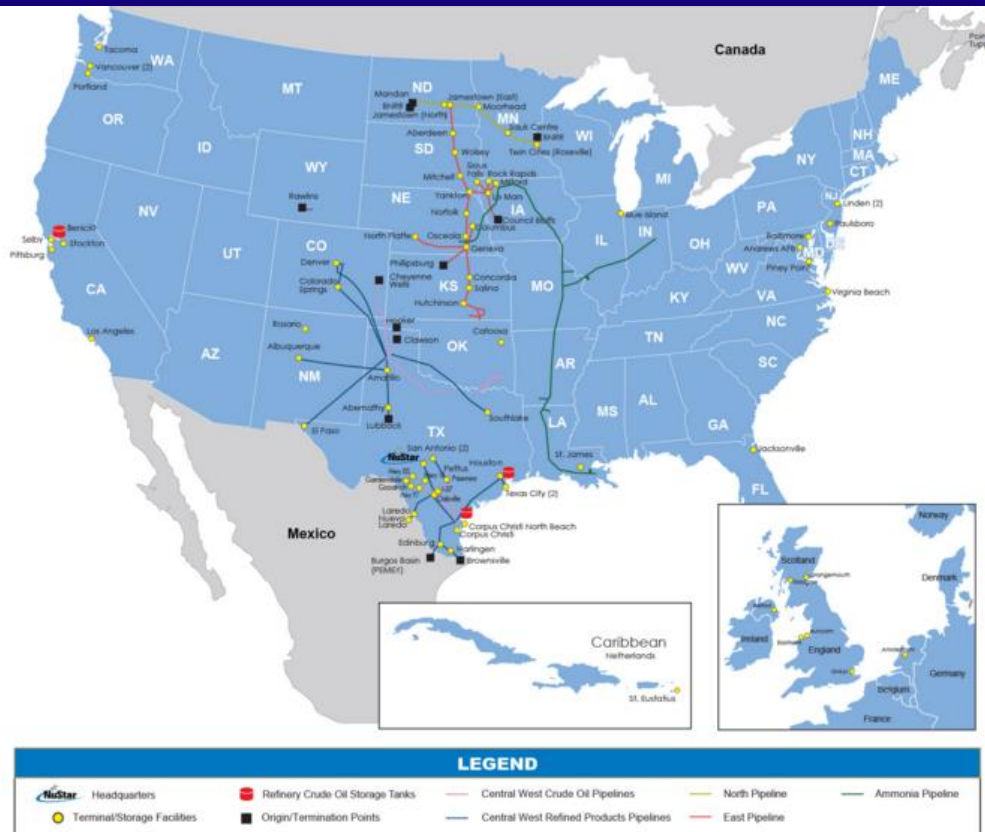 Canada
Tacoma
WA
Vancouver (2)
Portland
OR
MT
ID
WY
Rawlins
NV
UT
CO
CA
AZ
NM
Selby
Benicia
Stockton
Pittsburg
Los Angeles
ND
Mandan
BNRR
Jamestown (North)
Jamestown (East)
Moorhead
MN
Sauk Centre
BNRR
Twin Cities (Roseville)
WI
MI
Aberdeen
SD
Wolsey
Mitchell
Sioux Falls
Rock Rapids
Milford
Yankton
Le Mars
NE
IA
Norfolk
Columbus
Council Bluffs
North Platte
Osceola
Geneva
Phillipsburg
Denver
Colorado Springs
Cheyenne Wells
KS
Concordia
Salina
Hutchinson
MO
IL
IN
OH
Blue Island
KY
WV
VA
PA
NY
ME
NH
MA
CT
NJ
Linden (2)
Paulsboro
Baltimore
Andrews AFB
MD
DE
Piney Point
Virginia Beach
NC
TN
SC
GA
AL
MS
AR
LA
FL
Jacksonville
St. James
Rosario
Albuquerque
Hooker
Clawson
OK
Catoosa
Amarillo
Abernathy
Lubbock
El Paso
Southlake
TX
San Antonio (2)
NuStar
Pettus
Houston
Texas City (2)
Laredo
Nuevo Laredo
Corpus Christi North Beach
Corpus Christi
Edinburg
Harlingen
Burgos Basin
(PEMEX)
Brownsville
Mexico
Caribbean
Netherlands
St. Eustatius
Norway
Scotland
Grangemouth
Denmark
Ireland
England
Amsterdam
Germany
Belgium
France
LEGEND
NuStar Headquarters
Refinery Crude Oil Storage Tanks
Central West Crude Oil Pipelines
North Pipeline
Ammonia Pipeline
Terminal/Storage Facilities
Origin/Termination Points
Central West Refined Products Pipelines
East Pipeline